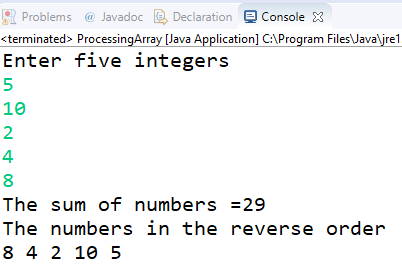 Problems @ Javadoc Declaration Console
<terminated> ProcessingArray [Java Application] C:\Program Files\Java\jre1
Enter five integers
5
10
2
4
8
The sum of numbers =29
The numbers in the reverse order
8 4 2 10 5